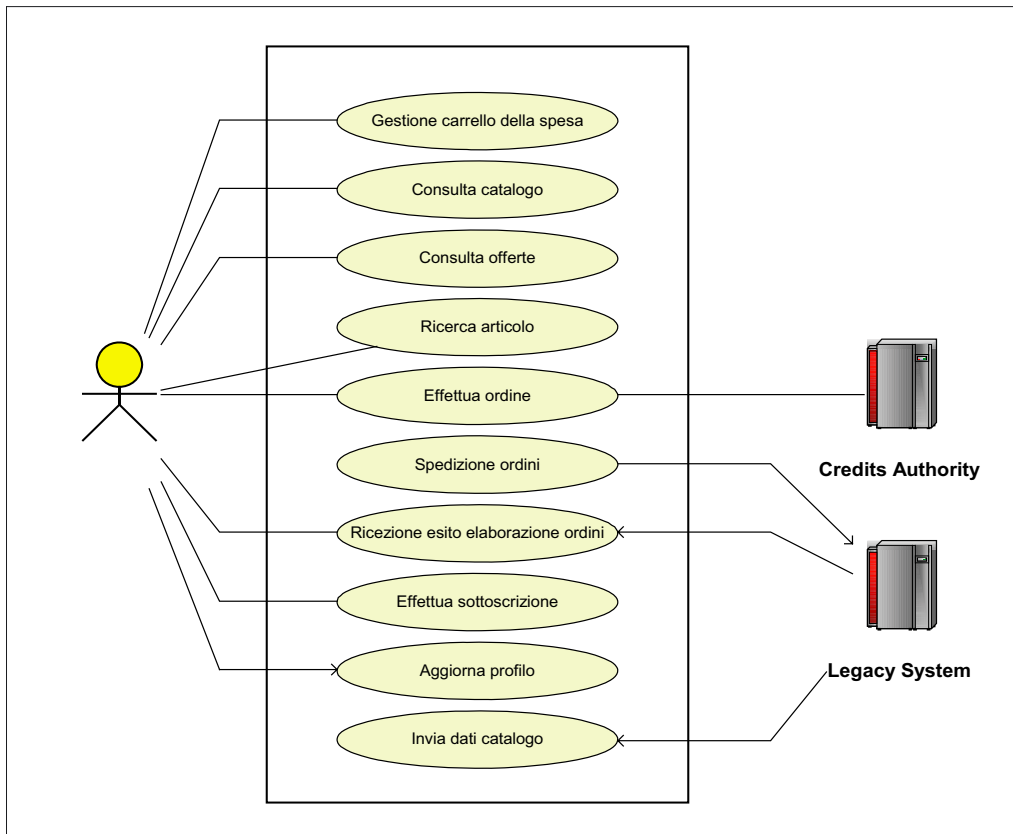 Gestione carrello della spesa
Consulta catalogo
Consulta offerte
Ricerca articolo
Effettua ordine
Spedizione ordini
Credits Authority
Ricezione esito elaborazione ordini
Effettua sottoscrizione
Aggiorna profilo
Legacy System
Invia dati catalogo